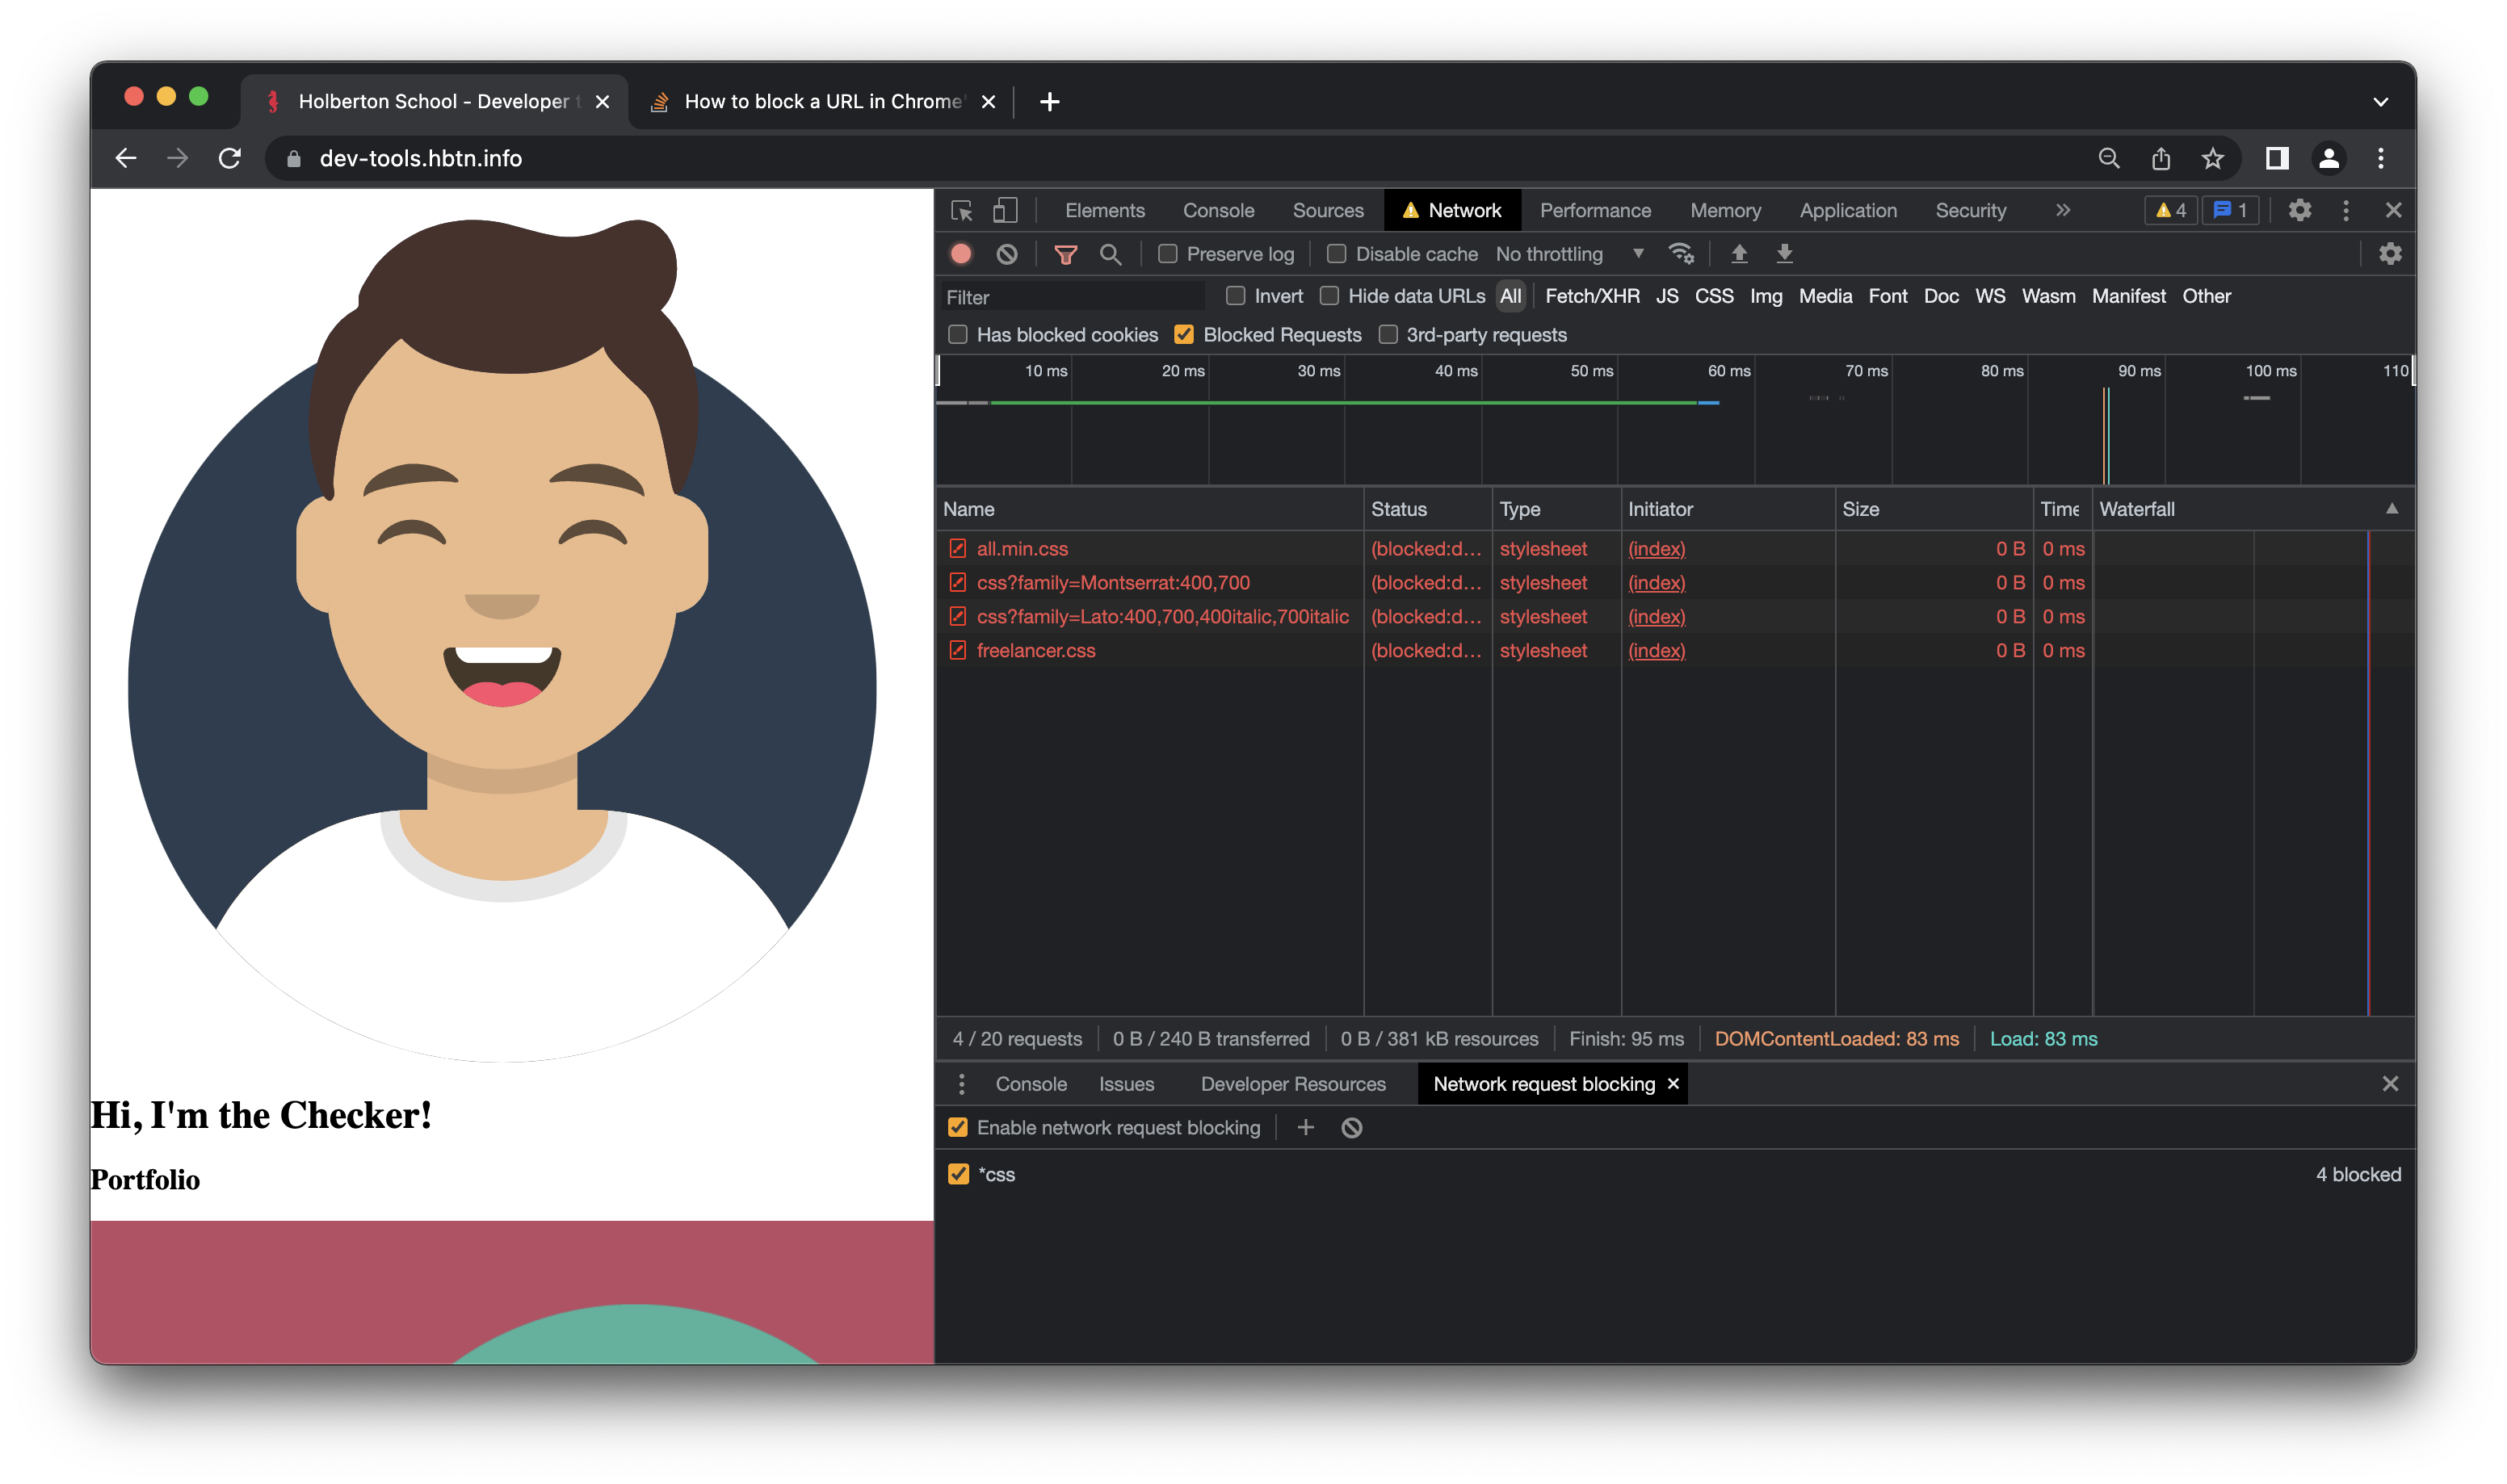 Holberton School - Developer t
How to block a URL in Chrome'
dev-tools.hbtn.info
Elements Console Sources Network Performance Memory Application Security » 4 1
Preserve log Disable cache No throttling
Filter Invert Hide data URLs All Fetch/XHR JS CSS Img Media Font Doc WS Wasm Manifest Other
Has blocked cookies Blocked Requests 3rd-party requests
10 ms 20 ms 30 ms 40 ms 50 ms 60 ms 70 ms 80 ms 90 ms 100 ms 110
Name Status Type Initiator Size Time Waterfall
all.min.css (blocked:d… stylesheet (index) 0 B 0 ms
css?family=Montserrat:400,700 (blocked:d… stylesheet (index) 0 B 0 ms
css?family=Lato:400,700,400italic,700italic (blocked:d… stylesheet (index) 0 B 0 ms
freelancer.css (blocked:d… stylesheet (index) 0 B 0 ms
4 / 20 requests 0 B / 240 B transferred 0 B / 381 kB resources Finish: 95 ms DOMContentLoaded: 83 ms Load: 83 ms
Console Issues Developer Resources Network request blocking
Enable network request blocking
*css 4 blocked
Hi, I'm the Checker!
Portfolio